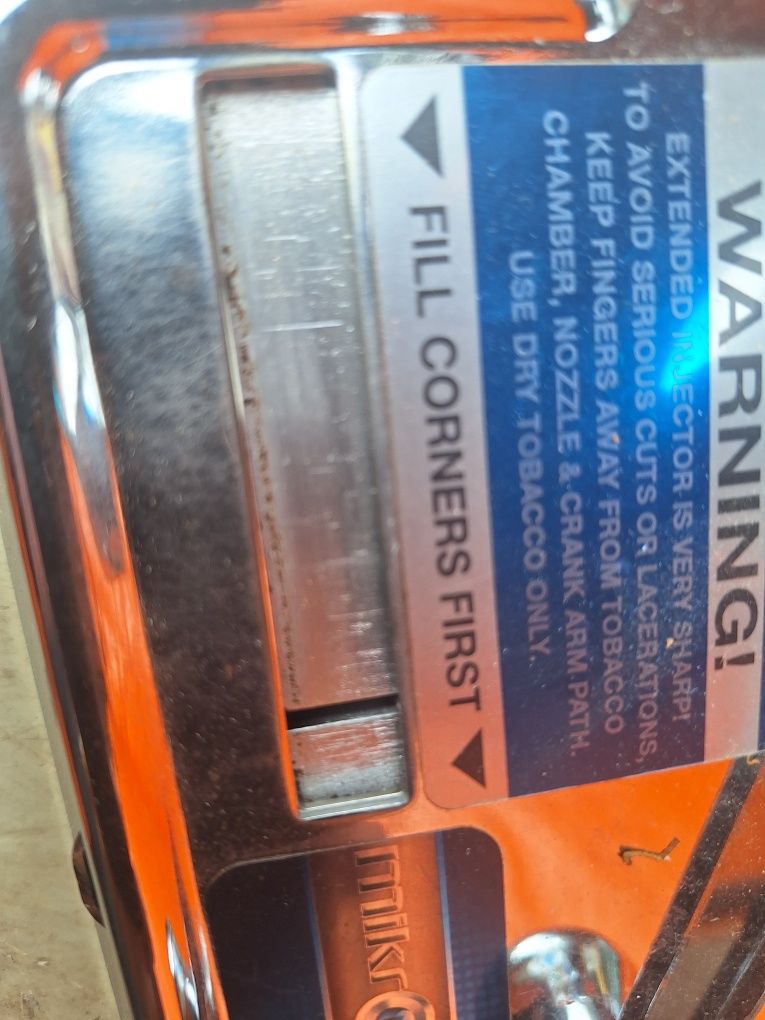 WARNING!
EXTENDED INJECTOR IS VERY SHARP!
TO AVOID SERIOUS CUTS OR LACERATIONS,
KEEP FINGERS AWAY FROM TOBACCO
CHAMBER, NOZZLE & CRANK ARM PATH.
USE DRY TOBACCO ONLY.
FILL CORNERS FIRST
mikr